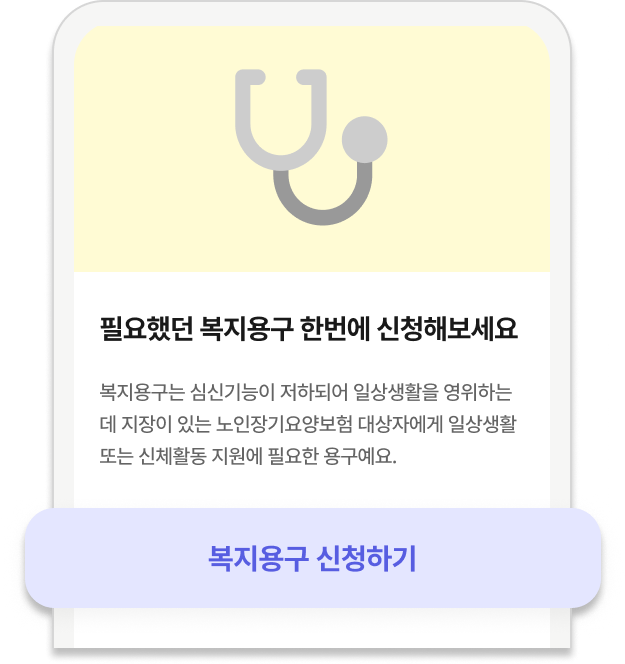 필요했던 복지용구 한번에 신청해보세요
복지용구는 심신기능이 저하되어 일상생활을 영위하는
데 지장이 있는 노인장기요양보험 대상자에게 일상생활
또는 신체활동 지원에 필요한 용구예요.
복지용구 신청하기